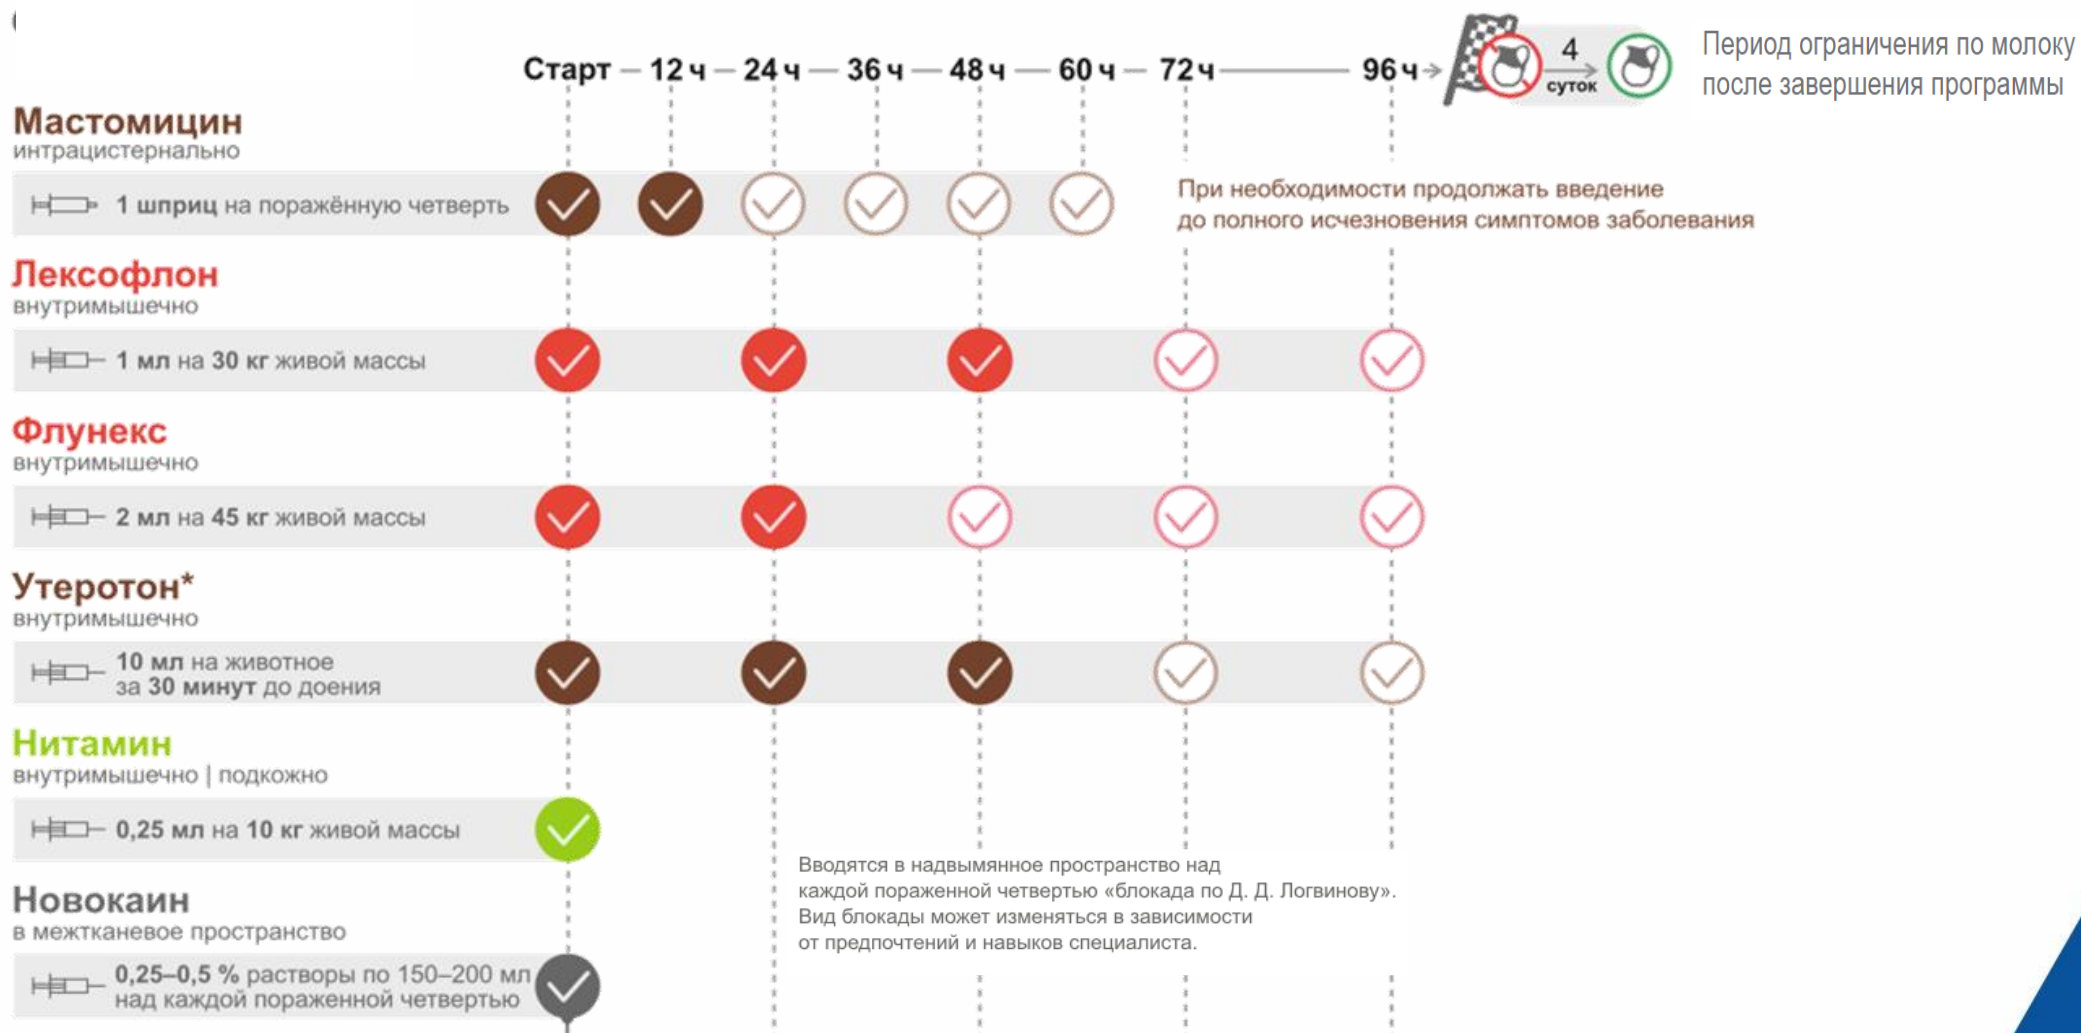 Старт – 12 ч – 24 ч — 36 ч — 48 ч — 60 ч – 72 ч — 96 ч
4
суток
Период ограничения по молоку
после завершения программы
Мастомицин
интрацистернально
1 шприц на поражённую четверть
При необходимости продолжать введение
до полного исчезновения симптомов заболевания
Лексофлон
внутримышечно
1 мл на 30 кг живой массы
Флунекс
внутримышечно
2 мл на 45 кг живой массы
Утеротон*
внутримышечно
10 мл на животное
за 30 минут до доения
Нитамин
внутримышечно | подкожно
0,25 мл на 10 кг живой массы
Вводятся в надвымянное пространство над
каждой пораженной четвертью «блокада по Д. Д. Логвинову».
Вид блокады может изменяться в зависимости
от предпочтений и навыков специалиста.
Новокаин
в межтканевое пространство
0,25–0,5 % растворы по 150–200 мл
над каждой пораженной четвертью